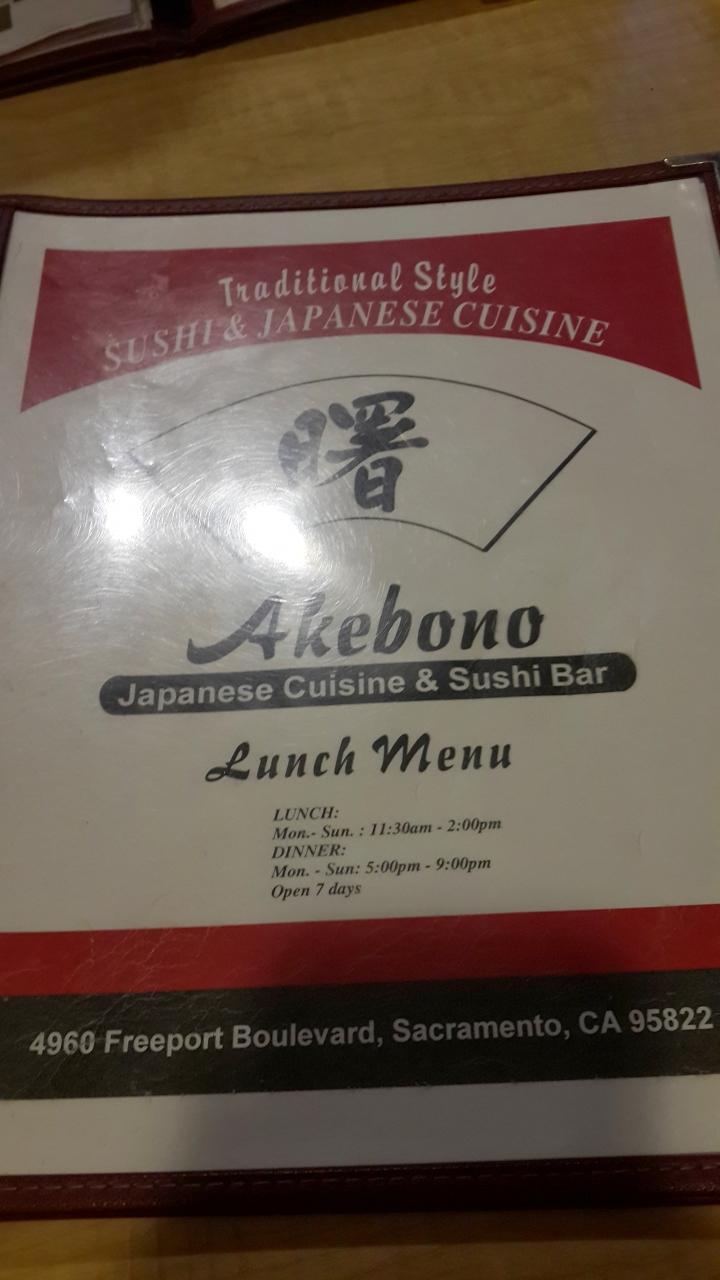 Traditional Style
SUSHI & JAPANESE CUISINE
曙
Akebono
Japanese Cuisine & Sushi Bar
Lunch Menu
LUNCH:
Mon.- Sun. : 11:30am - 2:00pm
DINNER:
Mon. - Sun: 5:00pm - 9:00pm
Open 7 days
4960 Freeport Boulevard, Sacramento, CA 95822